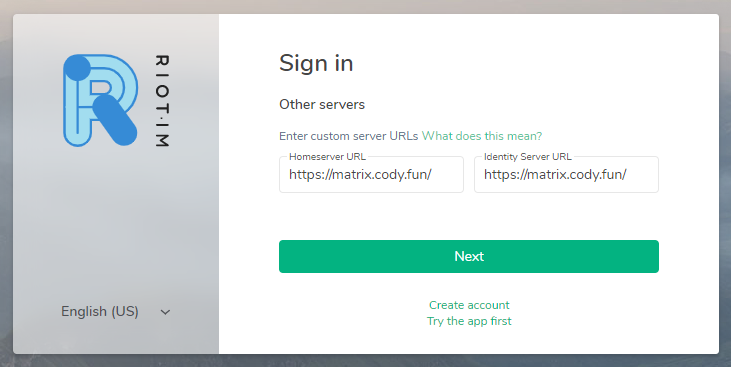 RIOT.IM
English (US)
Sign in
Other servers
Enter custom server URLs What does this mean?
Homeserver URL
https://matrix.cody.fun/
Identity Server URL
https://matrix.cody.fun/
Next
Create account
Try the app first